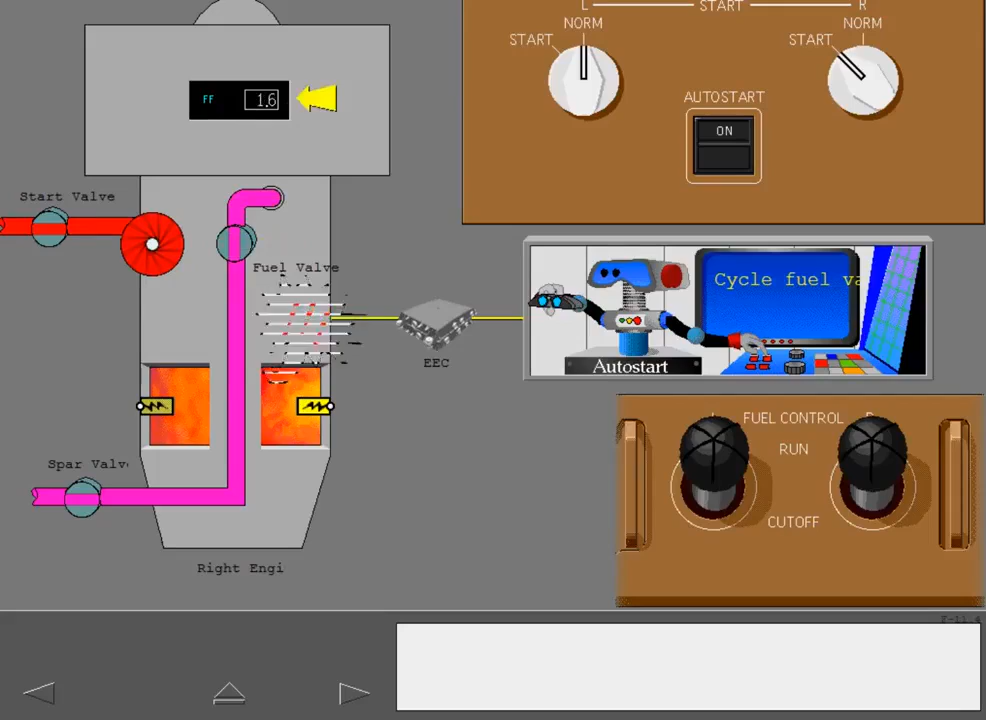 L START R
NORM
NORM
START
START
AUTOSTART
ON
FF 1.6
Start Valve
Fuel Valve
EEC
Cycle fuel va
Autostart
FUEL CONTROL
RUN
CUTOFF
Spar Valv
Right Engi